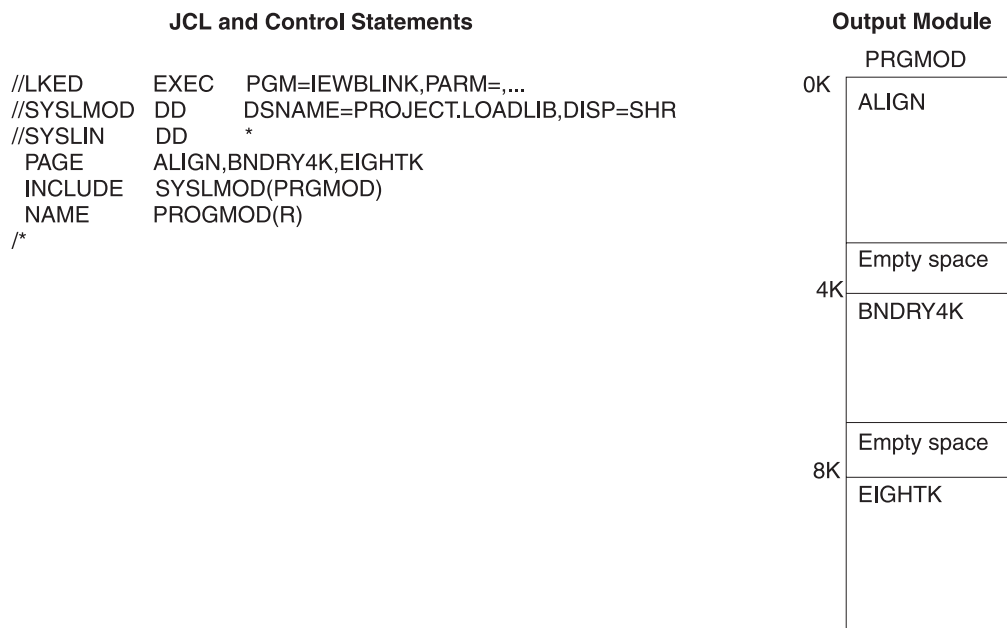 JCL and Control Statements
//LKED EXEC PGM=IEWBLINK,PARM=,...
//SYSLMOD DD DSNAME=PROJECT.LOADLIB,DISP=SHR
//SYSLIN DD *
PAGE ALIGN,BNDRY4K,EIGHTK
INCLUDE SYSLMOD(PRGMOD)
NAME PROGMOD(R)
/*
Output Module
PRGMOD
0K
ALIGN
Empty space
4K
BNDRY4K
Empty space
8K
EIGHTK